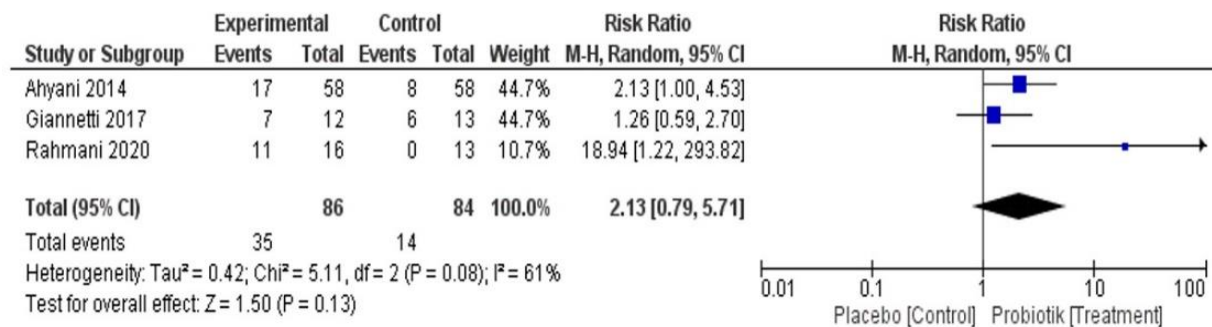 Experimental Control Risk Ratio Risk Ratio
Study or Subgroup Events Total Events Total Weight M-H, Random, 95% CI M-H, Random, 95% CI
Ahyani 2014 17 58 8 58 44.7% 2.13 [1.00, 4.53]
Giannetti 2017 7 12 6 13 44.7% 1.26 [0.59, 2.70]
Rahmani 2020 11 16 0 13 10.7% 18.94 [1.22, 293.82]
Total (95% CI) 86 84 100.0% 2.13 [0.79, 5.71]
Total events 35 14
Heterogeneity: Tau² = 0.42; Chi² = 5.11, df = 2 (P = 0.08); I² = 61%
Test for overall effect: Z = 1.50 (P = 0.13)
0.01 0.1 1 10 100
Placebo [Control] Probiotik [Treatment]